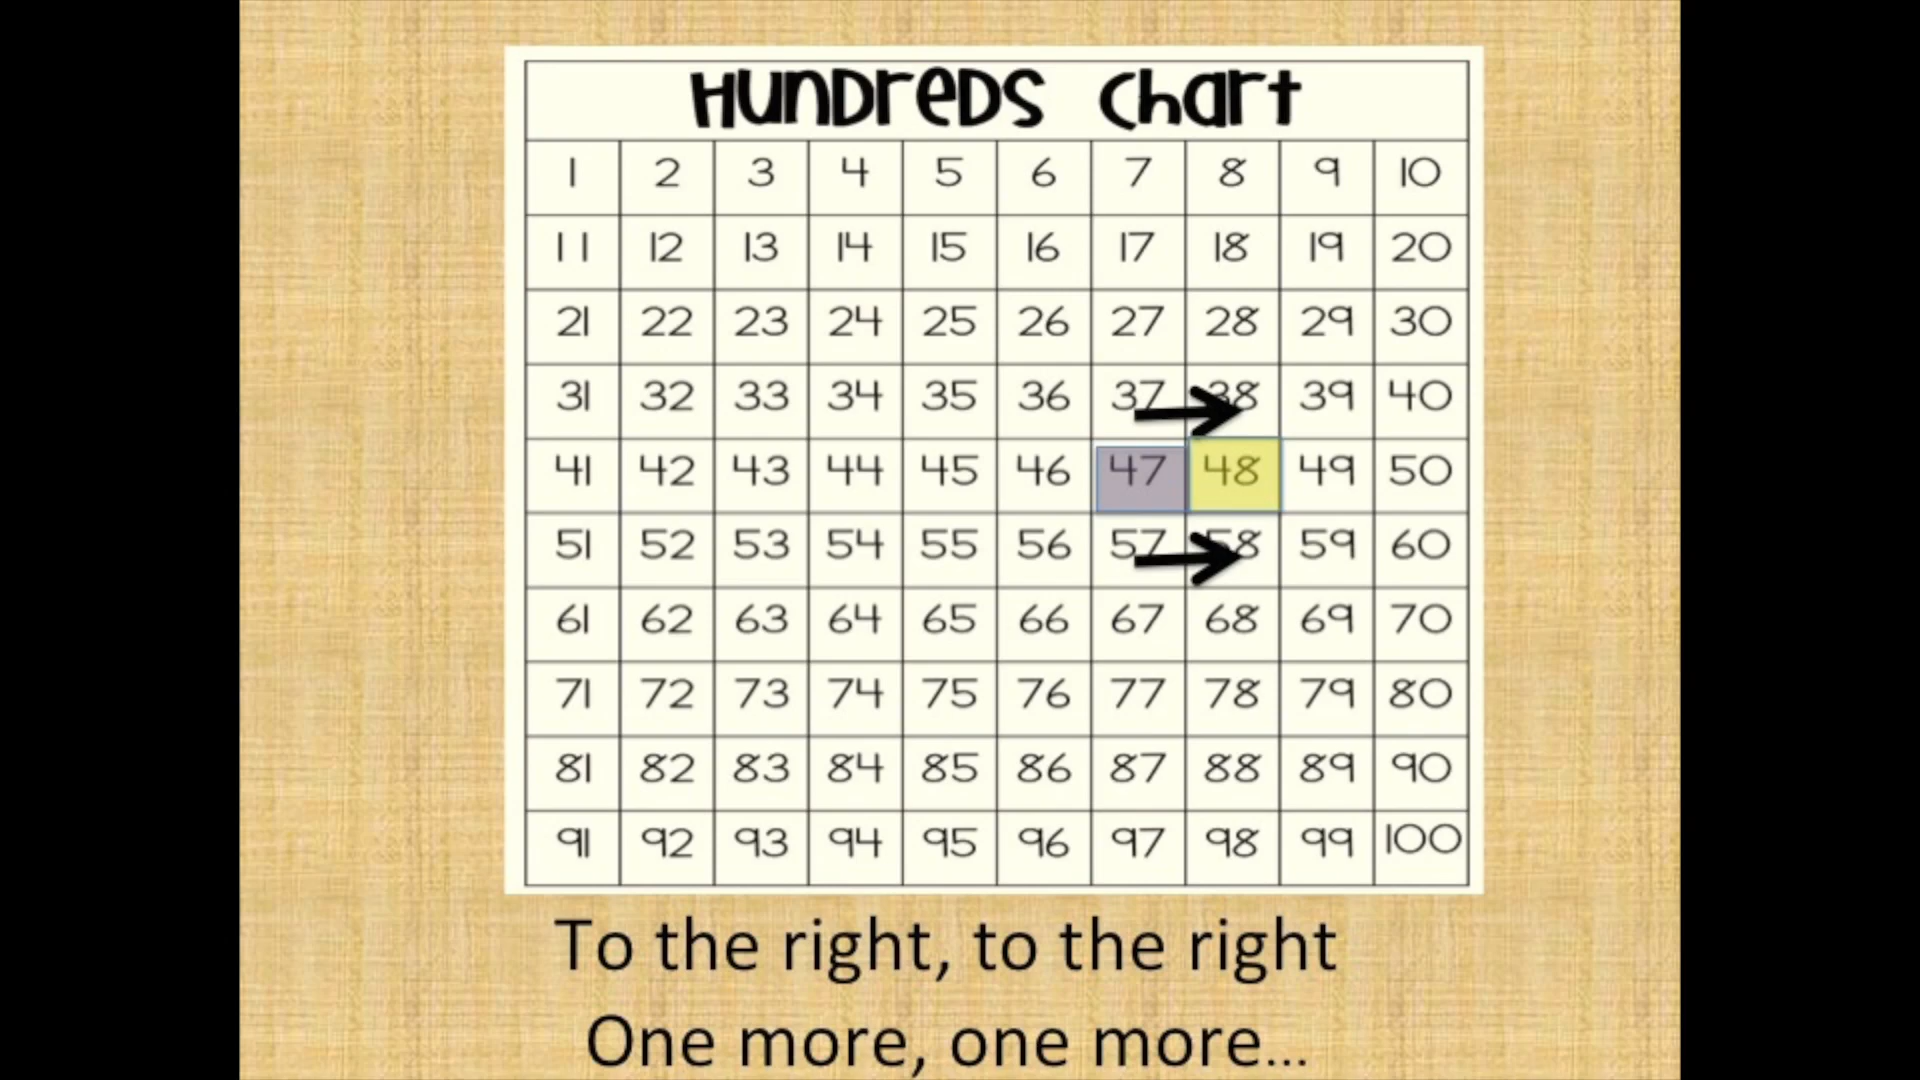 Hundreds Chart
1 2 3 4 5 6 7 8 9 10
11 12 13 14 15 16 17 18 19 20
21 22 23 24 25 26 27 28 29 30
31 32 33 34 35 36 37 38 39 40
41 42 43 44 45 46 47 48 49 50
51 52 53 54 55 56 57 58 59 60
61 62 63 64 65 66 67 68 69 70
71 72 73 74 75 76 77 78 79 80
81 82 83 84 85 86 87 88 89 90
91 92 93 94 95 96 97 98 99 100
To the right, to the right
One more, one more...